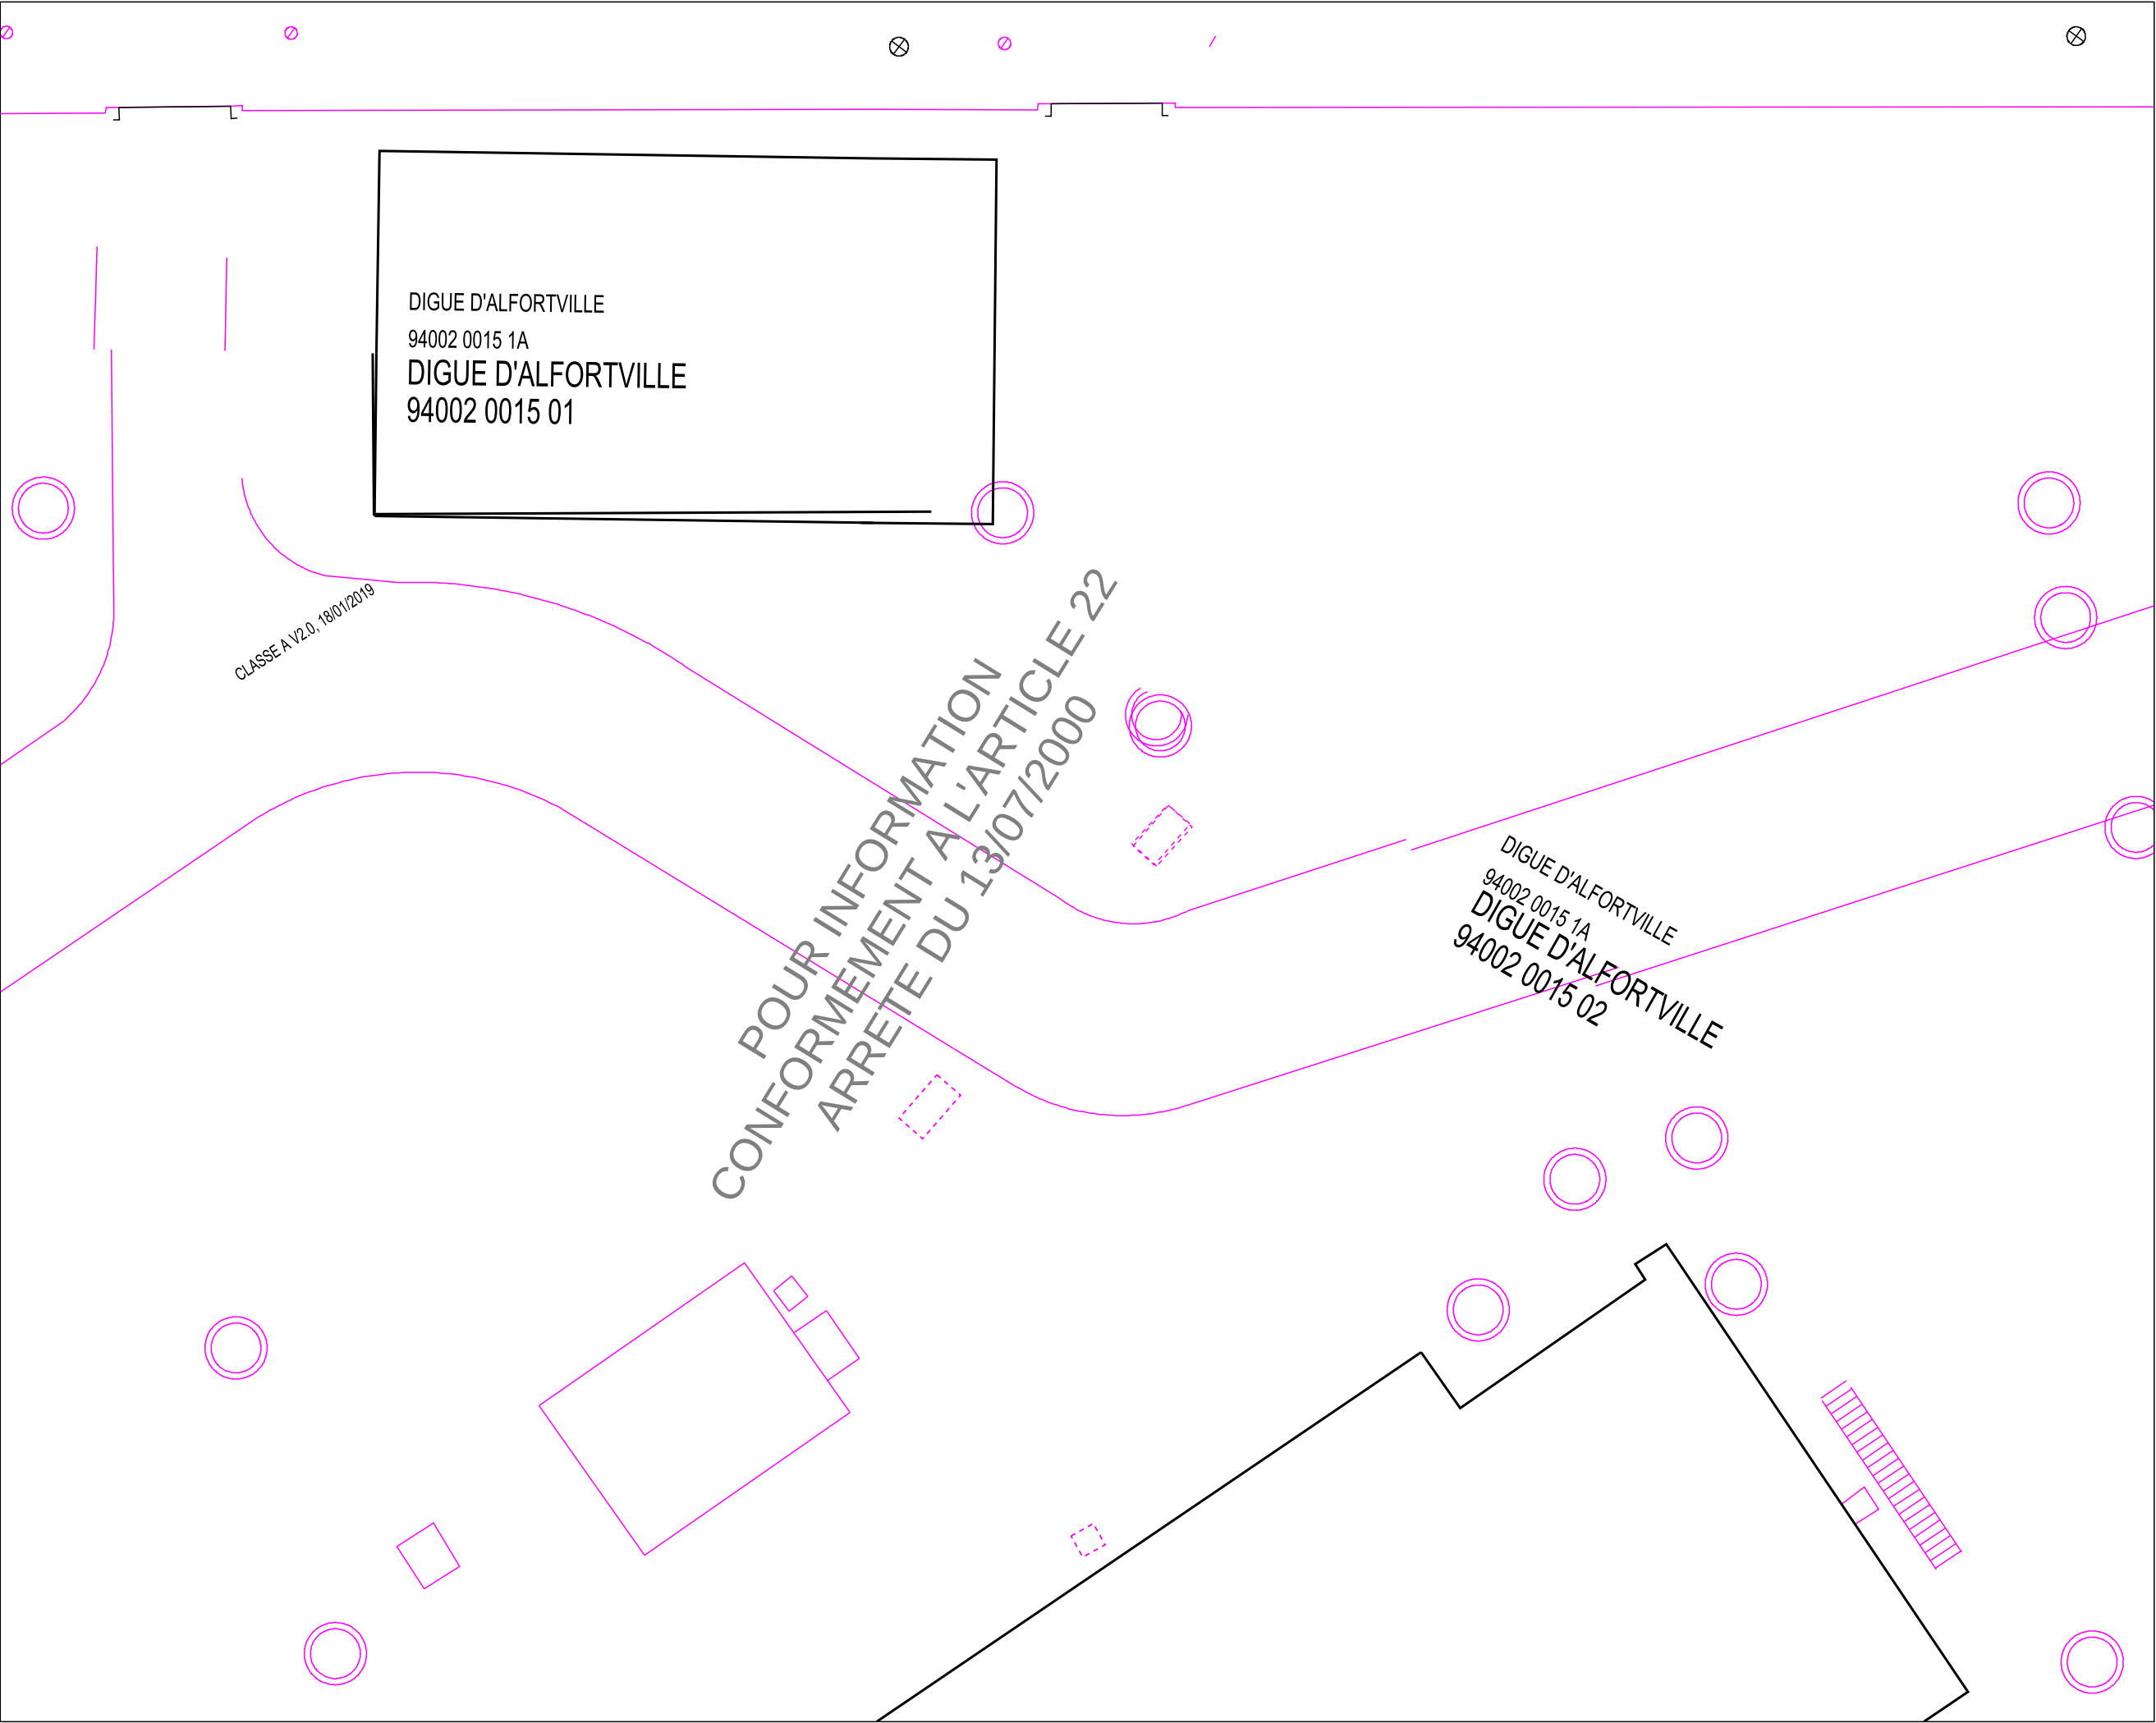 DIGUE D'ALFORTVILLE
94002 0015 1A
DIGUE D'ALFORTVILLE
94002 0015 01
CLASSE A V2.0, 18/01/2019
POUR INFORMATION
CONFORMEMENT A L'ARTICLE 22
ARRETE DU 13/07/2000
DIGUE D'ALFORTVILLE
94002 0015 1A
DIGUE D'ALFORTVILLE
94002 0015 02